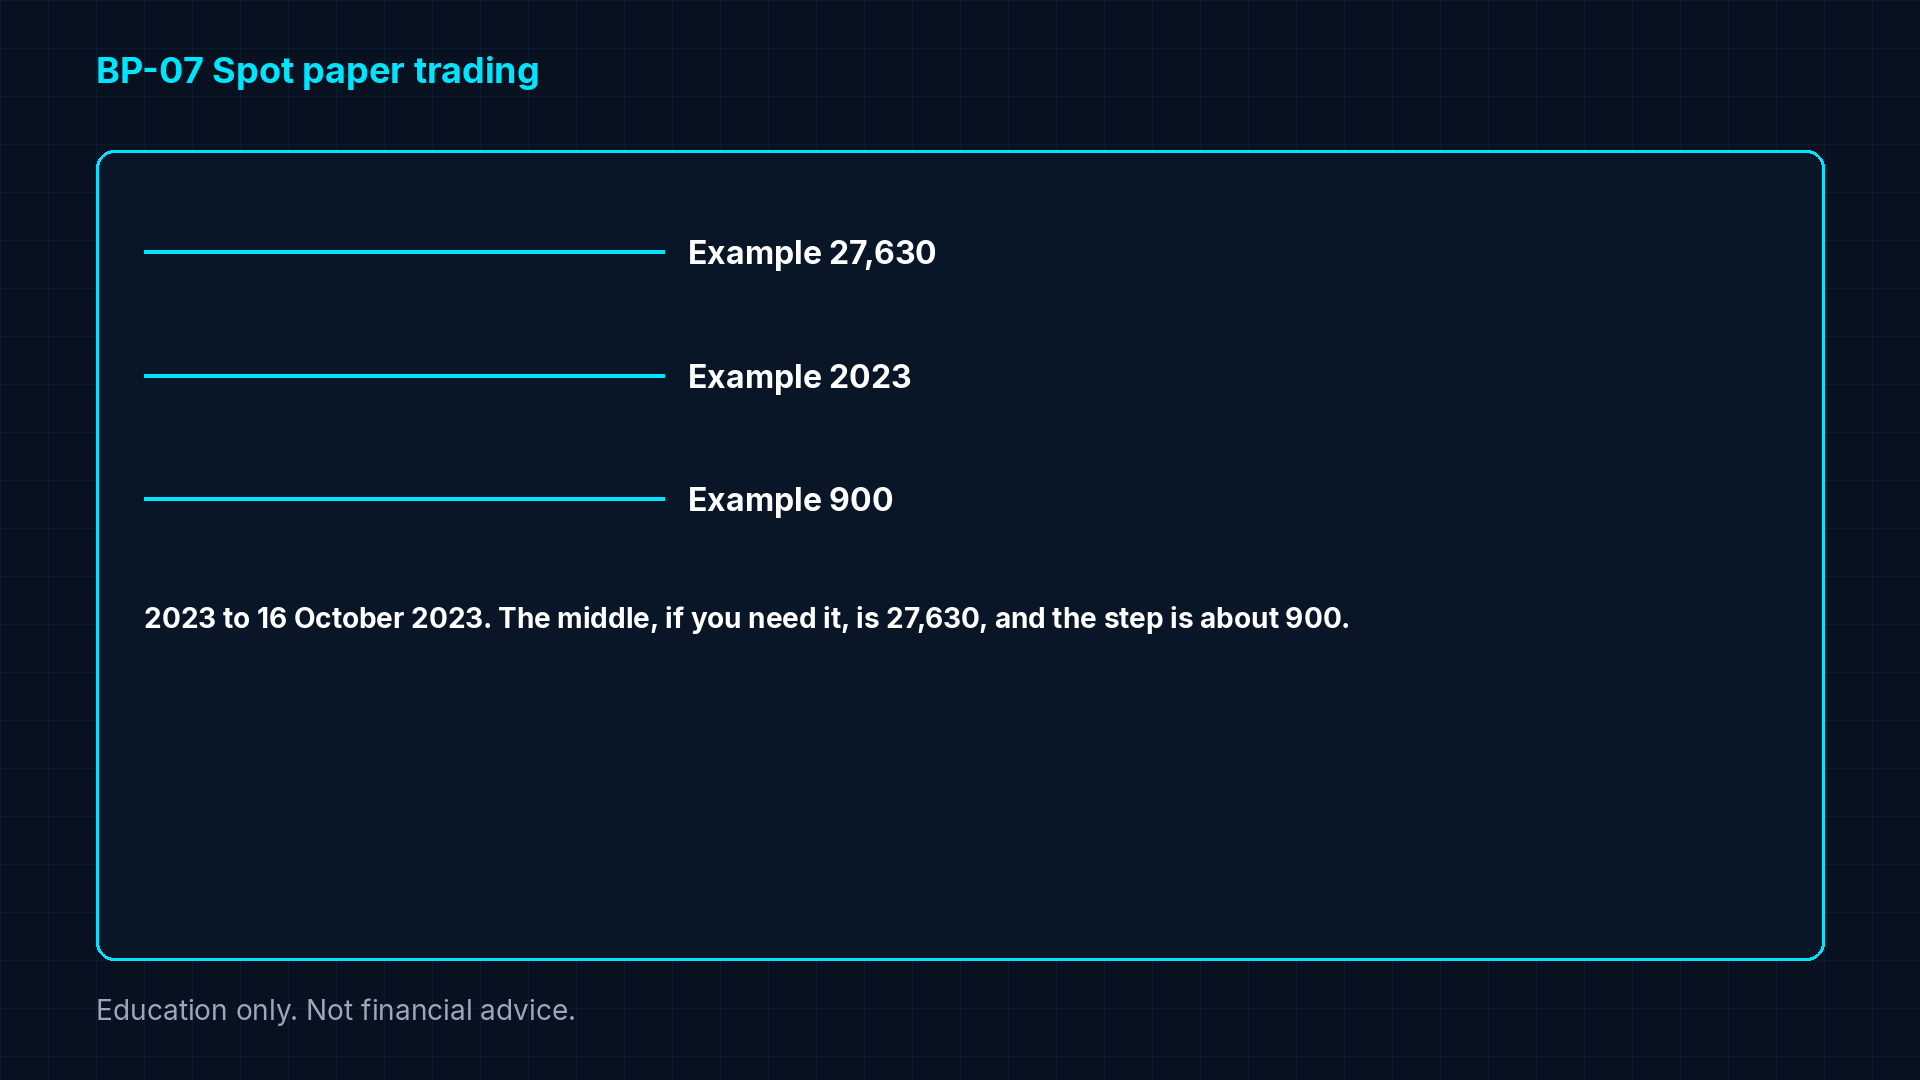 BP-07 Spot paper trading
Example 27,630
Example 2023
Example 900
2023 to 16 October 2023. The middle, if you need it, is 27,630, and the step is about 900.
Education only. Not financial advice.